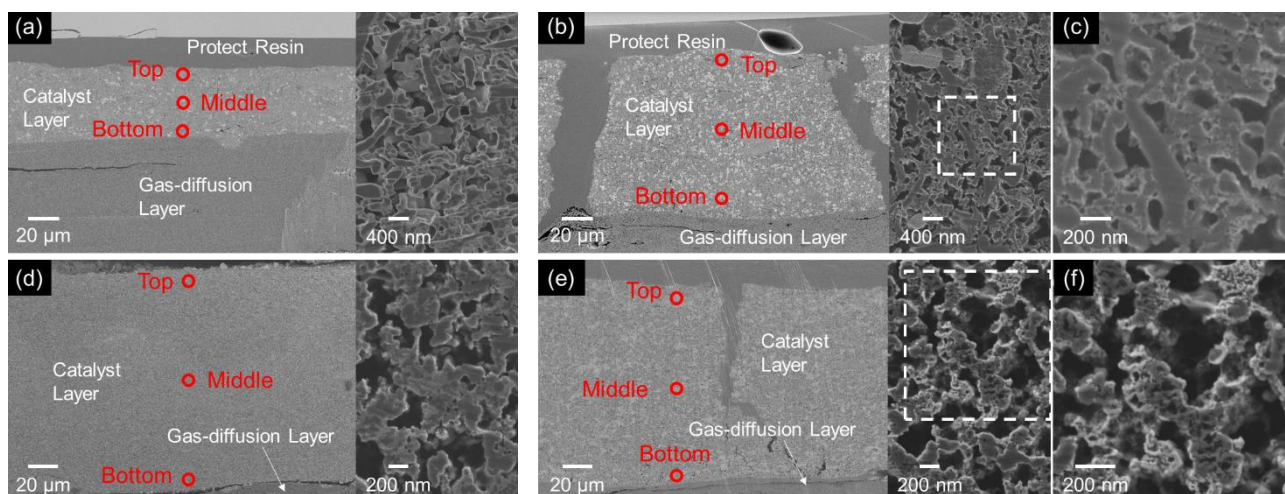 (a)
Protect Resin
Top
Catalyst
Layer
Middle
Bottom
Gas-diffusion
Layer
20 µm
400 nm
(b)
Protect Resin
Top
Catalyst
Layer
Middle
Bottom
20 µm
Gas-diffusion Layer
400 nm
(c)
200 nm
(d)
Top
Catalyst
Layer
Middle
Gas-diffusion Layer
Bottom
20 µm
200 nm
(e)
Top
Catalyst
Layer
Middle
Gas-diffusion Layer
Bottom
20 µm
200 nm
(f)
200 nm